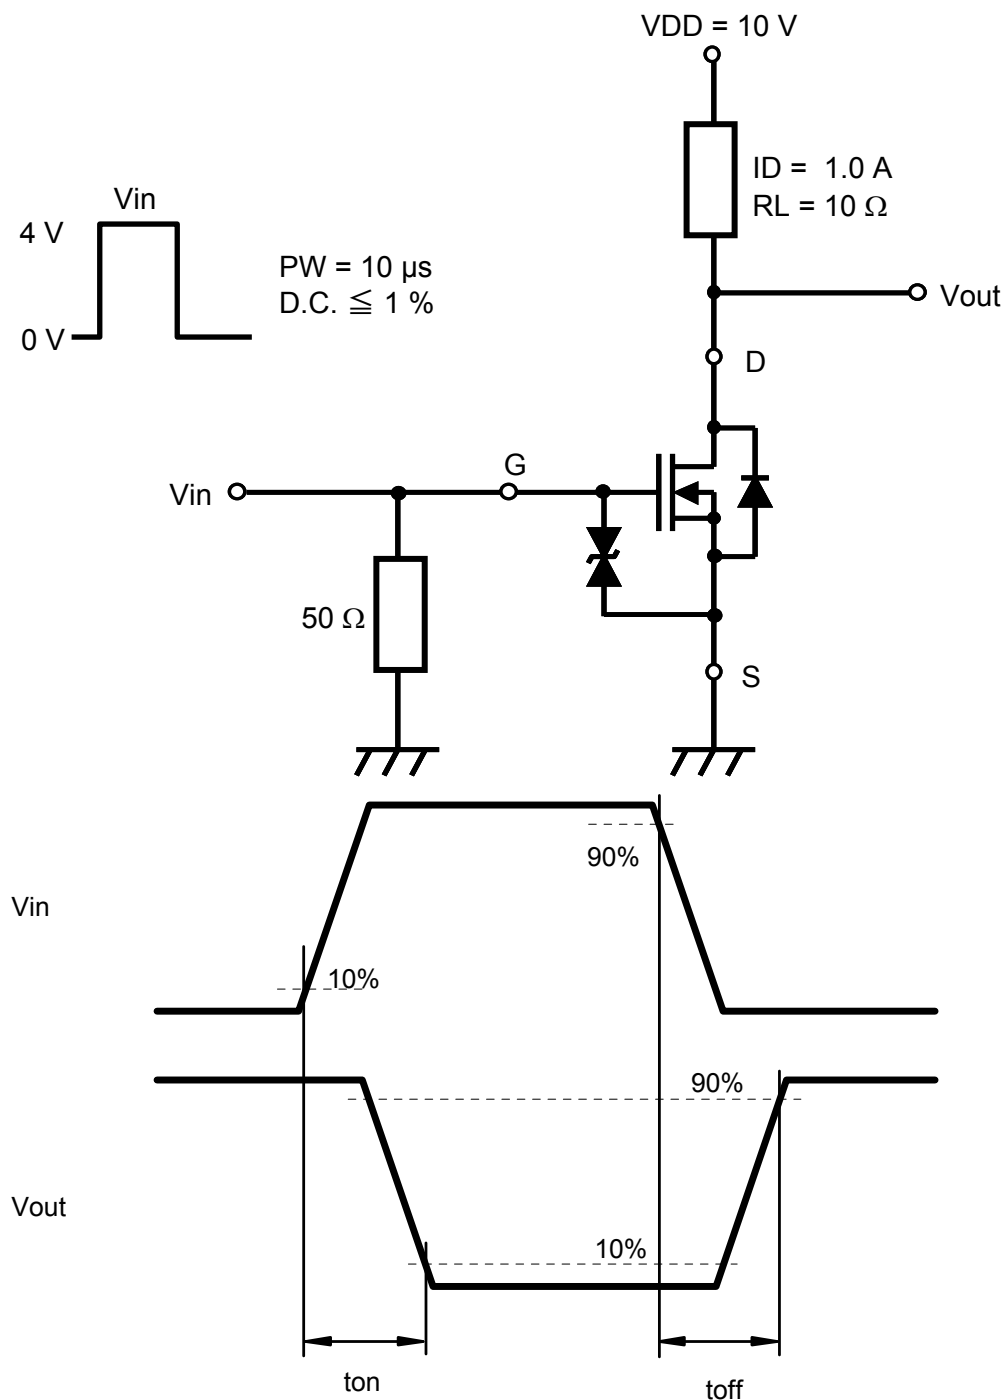 VDD = 10 V
ID = 1.0 A
RL = 10 Ω
Vin
4 V
PW = 10 µs
D.C. ≦ 1 %
0 V
Vout
D
G
Vin
50 Ω
S
90%
Vin
10%
90%
Vout
10%
ton
toff